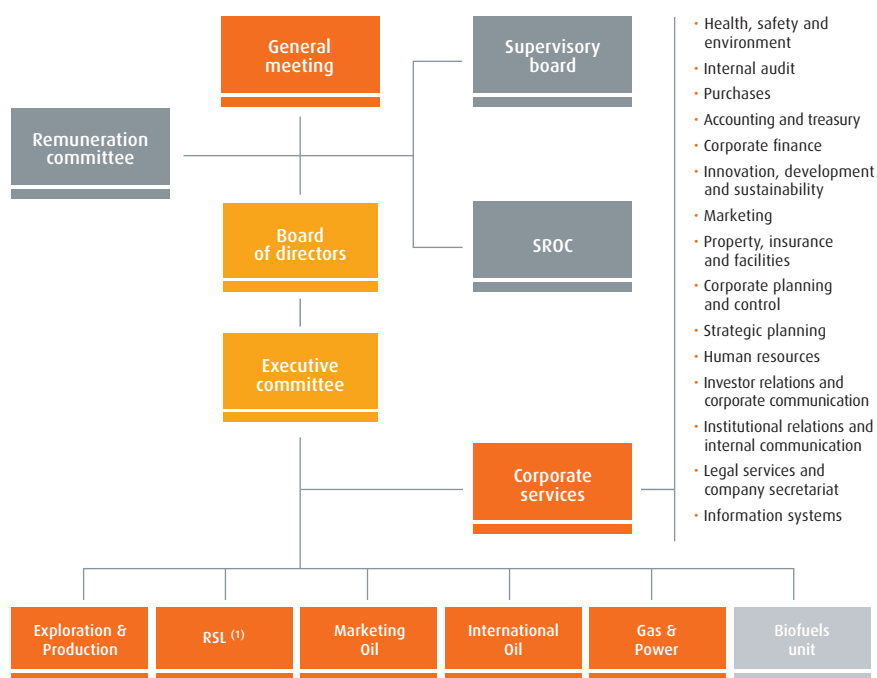 General
meeting
Supervisory
board
Remuneration
committee
Board
of directors
SROC
Executive
committee
Corporate
services
• Health, safety and
environment
• Internal audit
• Purchases
• Accounting and treasury
• Corporate finance
• Innovation, development
and sustainability
• Marketing
• Property, insurance
and facilities
• Corporate planning
and control
• Strategic planning
• Human resources
• Investor relations and
corporate communication
• Institutional relations and
internal communication
• Legal services and
company secretariat
• Information systems
Exploration &
Production
RSL (1)
Marketing
Oil
International
Oil
Gas &
Power
Biofuels
unit